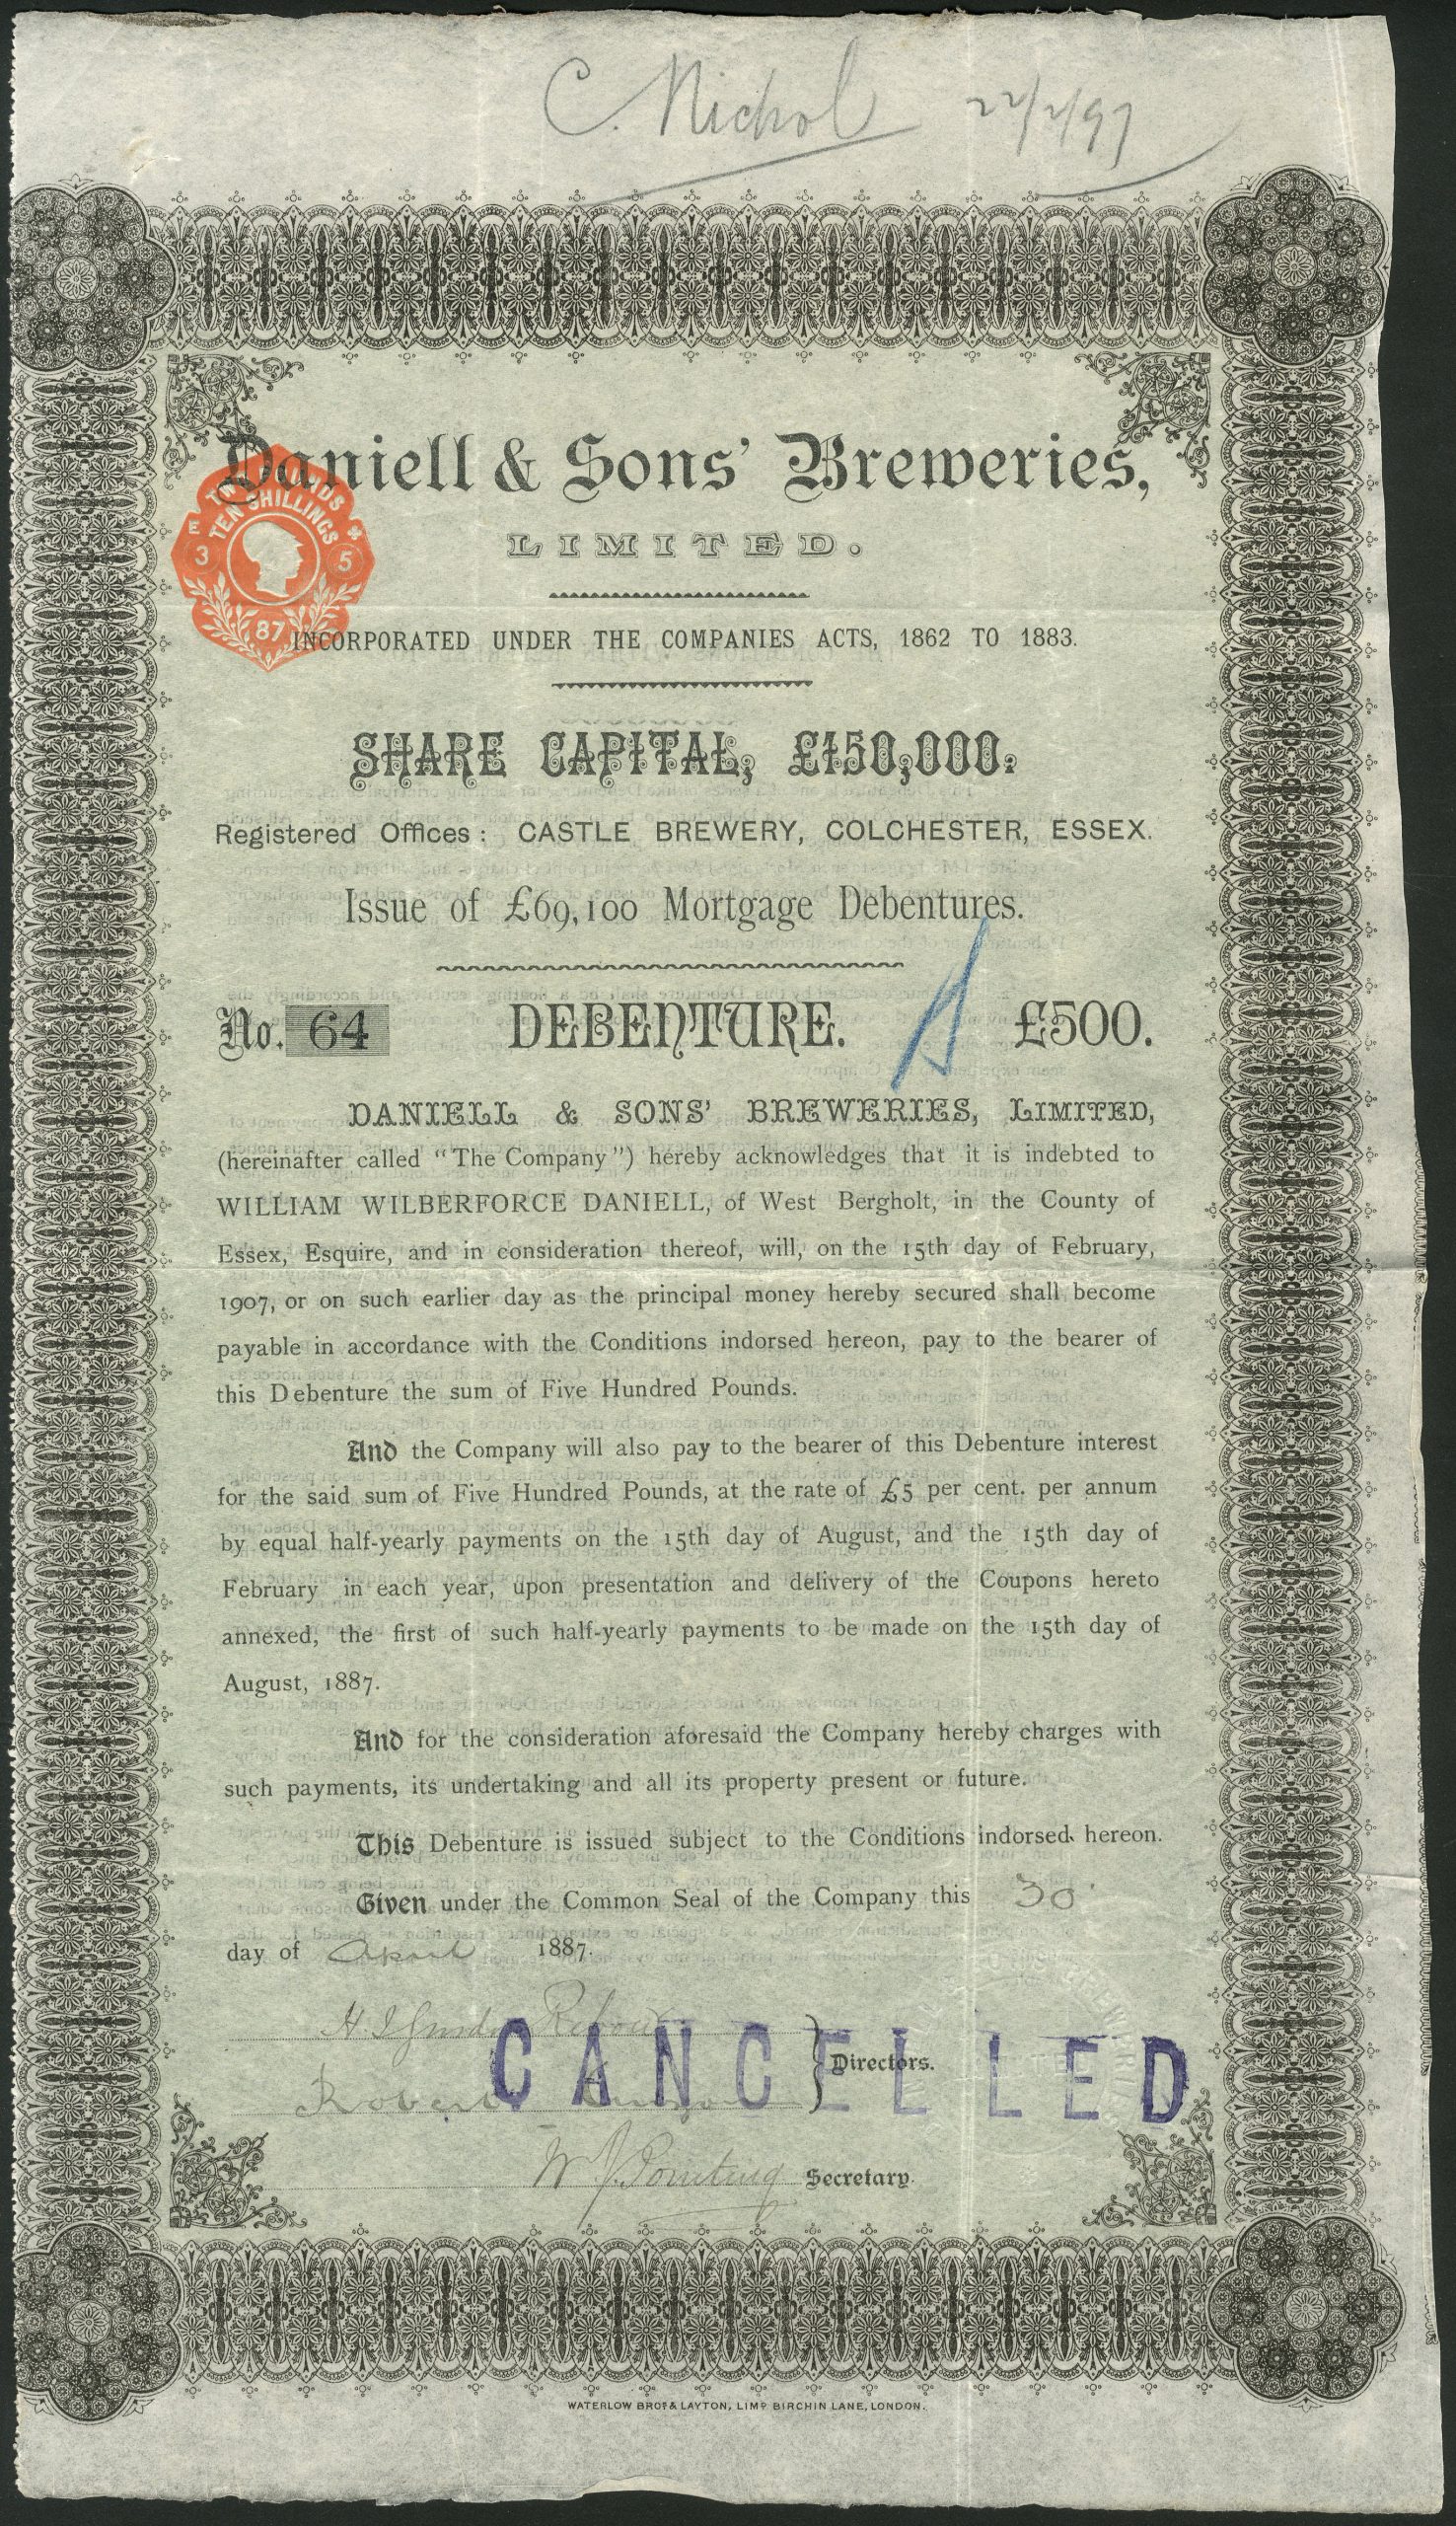 C. Nichol 22/2/97
Daniell & Sons' Breweries,
LIMITED.
TWO POUNDS
TEN SHILLINGS
E
3 5
87
INCORPORATED UNDER THE COMPANIES ACTS, 1862 TO 1883.
SHARE CAPITAL, £150,000.
Registered Offices: CASTLE BREWERY, COLCHESTER, ESSEX.
Issue of £69,100 Mortgage Debentures.
No. 64 DEBENTURE. £500.
DANIELL & SONS' BREWERIES, LIMITED,
(hereinafter called "The Company") hereby acknowledges that it is indebted to
WILLIAM WILBERFORCE DANIELL, of West Bergholt, in the County of
Essex, Esquire, and in consideration thereof, will, on the 15th day of February,
1907, or on such earlier day as the principal money hereby secured shall become
payable in accordance with the Conditions indorsed hereon, pay to the bearer of
this Debenture the sum of Five Hundred Pounds.
And the Company will also pay to the bearer of this Debenture interest
for the said sum of Five Hundred Pounds, at the rate of £5 per cent. per annum
by equal half-yearly payments on the 15th day of August, and the 15th day of
February in each year, upon presentation and delivery of the Coupons hereto
annexed, the first of such half-yearly payments to be made on the 15th day of
August, 1887.
And for the consideration aforesaid the Company hereby charges with
such payments, its undertaking and all its property present or future.
This Debenture is issued subject to the Conditions indorsed hereon.
Given under the Common Seal of the Company this 30
day of April 1887.
Directors.
CANCELLED
Robert
Secretary.
WATERLOW BROS & LAYTON, LIMD BIRCHIN LANE, LONDON.